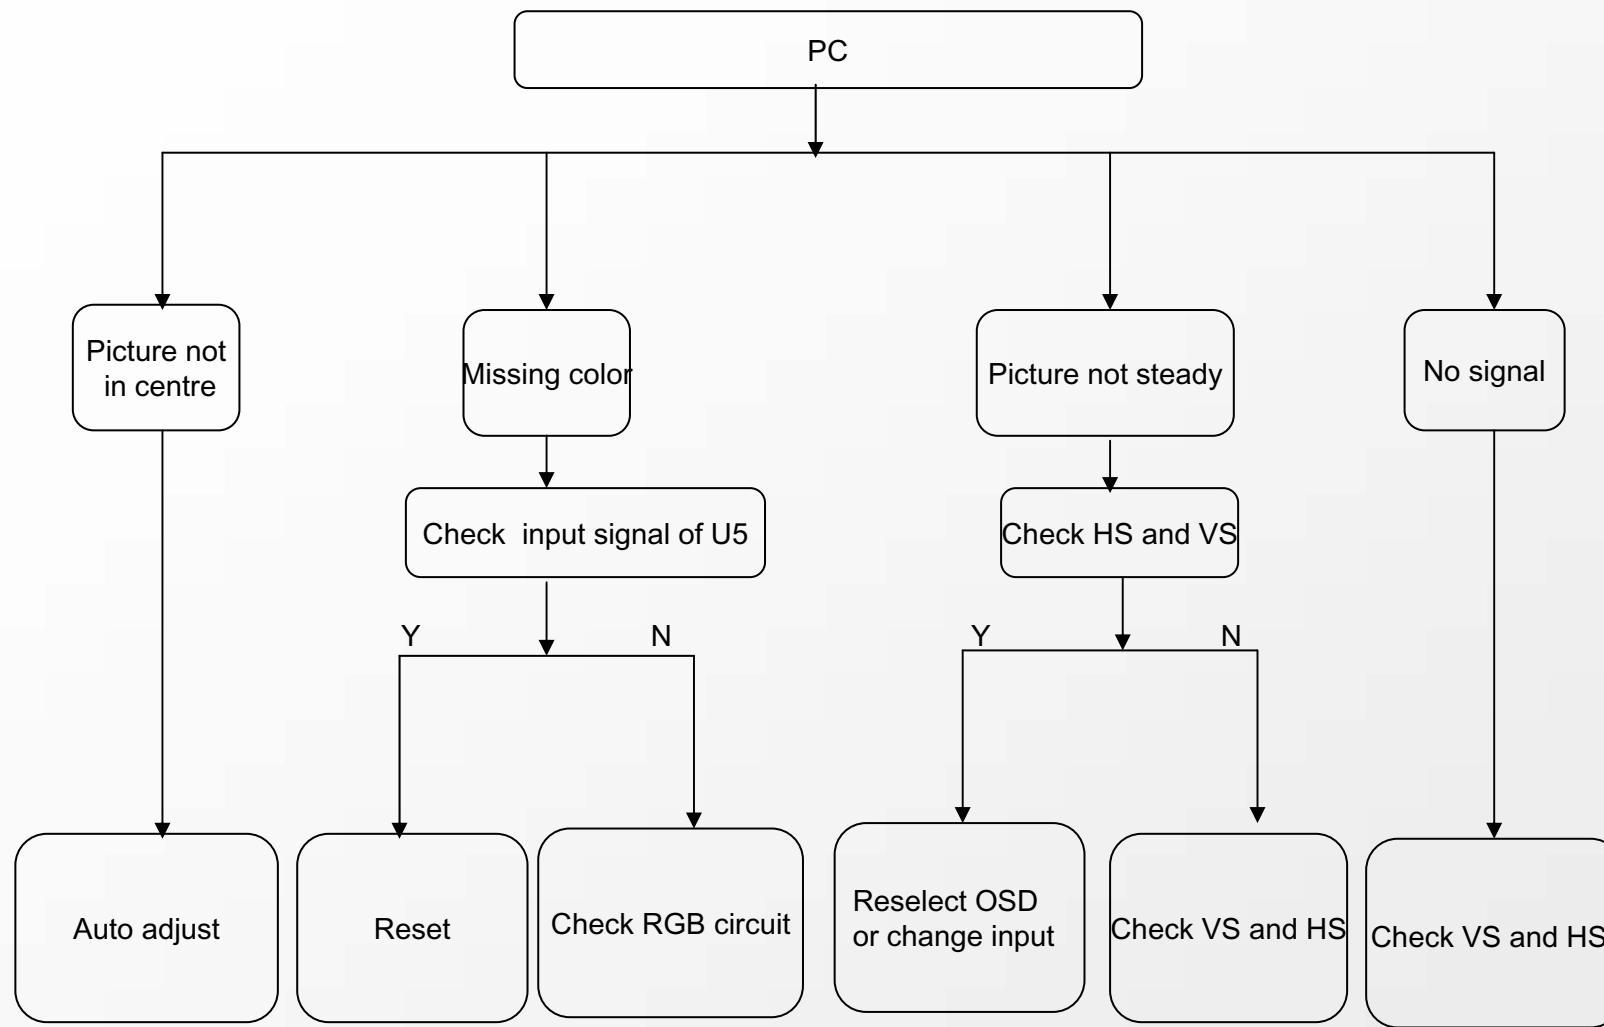 PC
Picture not
in centre
Missing color
Picture not steady
No signal
Check  input signal of U5
Check HS and VS
Y
N
Y
N
Auto adjust
Reset
Check RGB circuit
Reselect OSD
or change input
Check VS and HS
Check VS and HS